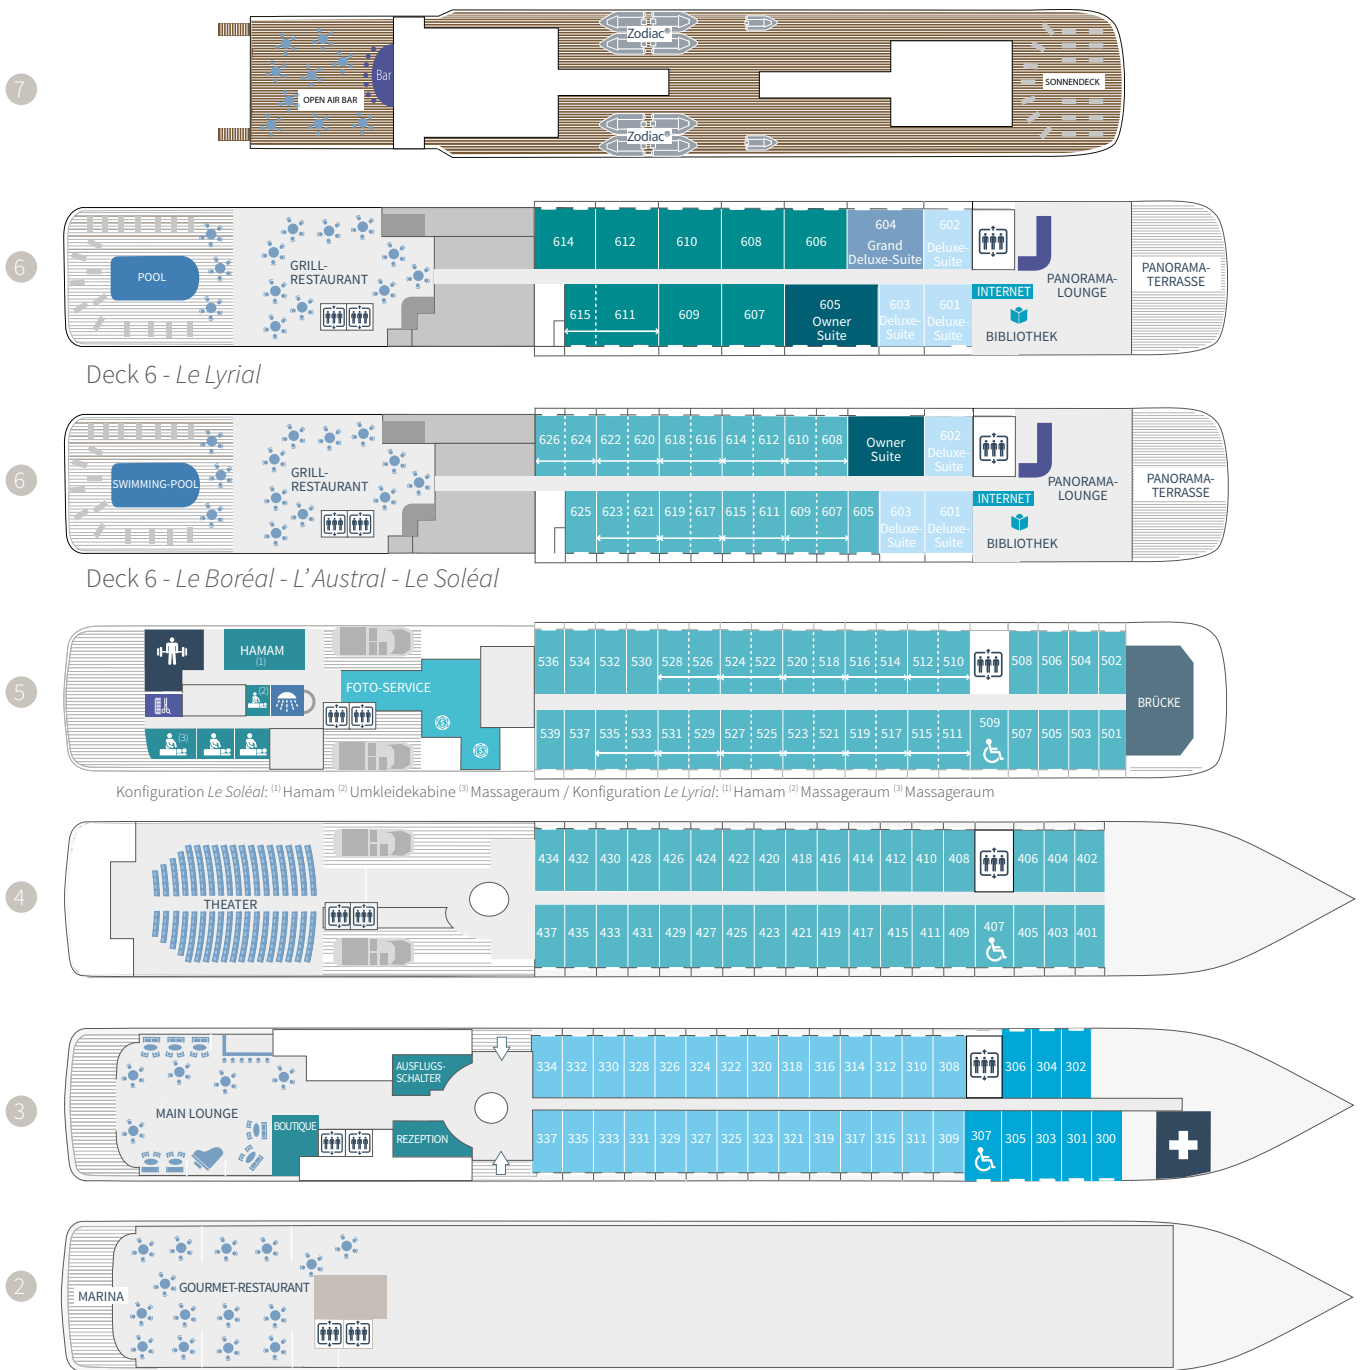 7
Zodiac®
Bar
OPEN AIR BAR
SONNENDECK
Zodiac®
6
POOL
GRILL-
RESTAURANT
614 612 610 608 606
604
Grand
Deluxe-Suite
602
Deluxe-
Suite
615 611 609 607
605
Owner
Suite
603
Deluxe-
Suite
601
Deluxe-
Suite
INTERNET
BIBLIOTHEK
PANORAMA-
LOUNGE
PANORAMA-
TERRASSE
Deck 6 - Le Lyrial
6
SWIMMING-POOL
GRILL-
RESTAURANT
626 624 622 620 618 616 614 612 610 608
Owner
Suite
602
Deluxe-
Suite
625 623 621 619 617 615 611 609 607 605
603
Deluxe-
Suite
601
Deluxe-
Suite
INTERNET
BIBLIOTHEK
PANORAMA-
LOUNGE
PANORAMA-
TERRASSE
Deck 6 - Le Boréal - L' Austral - Le Soléal
5
HAMAM
(1)
(2)
(3)
FOTO-SERVICE
536 534 532 530 528 526 524 522 520 518 516 514 512 510 508 506 504 502
539 537 535 533 531 529 527 525 523 521 519 517 515 511 509 507 505 503 501
BRÜCKE
Konfiguration Le Soléal: (1) Hamam (2) Umkleidekabine (3) Massageraum / Konfiguration Le Lyrial: (1) Hamam (2) Massageraum (3) Massageraum
4
THEATER
434 432 430 428 426 424 422 420 418 416 414 412 410 408 406 404 402
437 435 433 431 429 427 425 423 421 419 417 415 411 409 407 405 403 401
3
MAIN LOUNGE
BOUTIQUE
AUSFLUGS-
SCHALTER
REZEPTION
334 332 330 328 326 324 322 320 318 316 314 312 310 308 306 304 302
337 335 333 331 329 327 325 323 321 319 317 315 311 309 307 305 303 301 300
2
MARINA
GOURMET-RESTAURANT